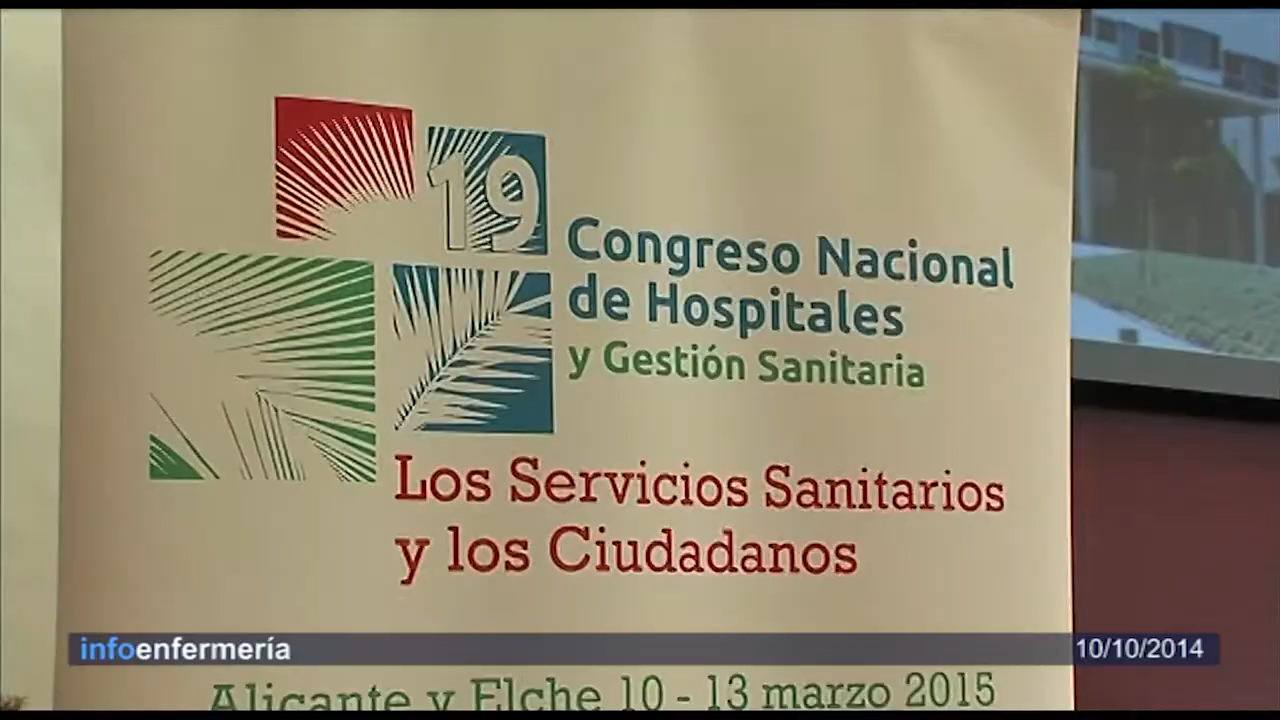 19
Congreso Nacional
de Hospitales
y Gestión Sanitaria
Los Servicios Sanitarios
y los Ciudadanos
infoenfermería
10/10/2014
Alicante y Elche 10 - 13 marzo 2015